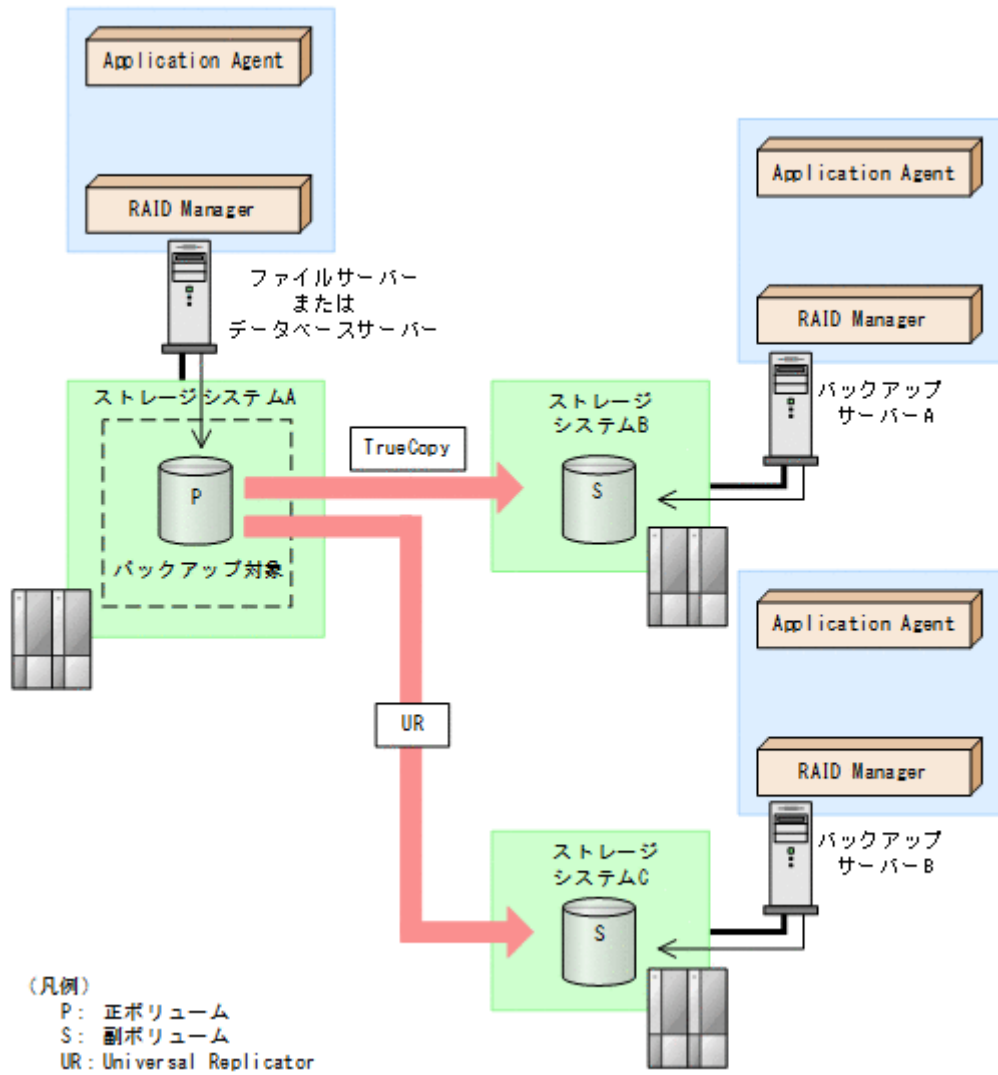 Application Agent
RAID Manager
ファイルサーバー
または
データベースサーバー
ストレージシステムA
P
バックアップ対象
TrueCopy
UR
ストレージ
システムB
S
Application Agent
RAID Manager
バックアップ
サーバーA
ストレージ
システムC
S
Application Agent
RAID Manager
バックアップ
サーバーB
(凡例)
P: 正ボリューム
S: 副ボリューム
UR:Universal Replicator